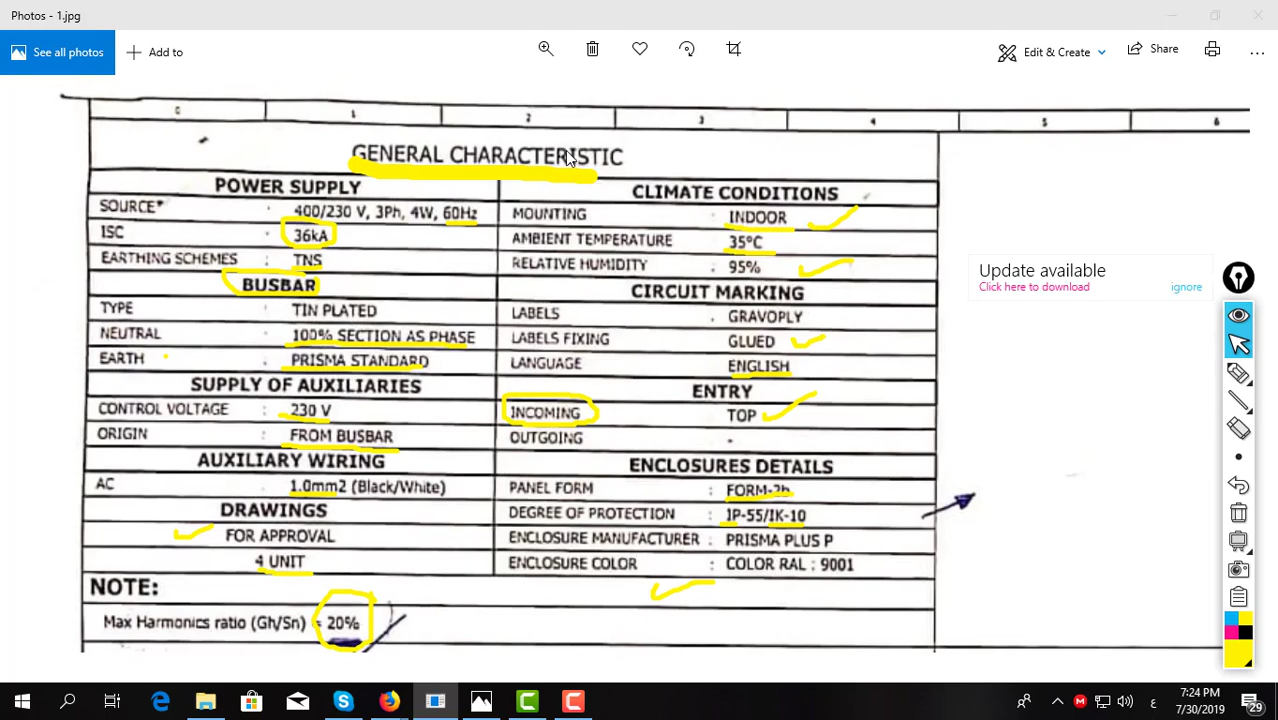 Photos - 1.jpg
See all photos
Add to
Edit & Create
Share
0 1 2 3 4 5 6
GENERAL CHARACTERISTIC
POWER SUPPLY
SOURCE* : 400/230 V, 3Ph, 4W, 60Hz
ISC : 36kA
EARTHING SCHEMES : TNS
BUSBAR
TYPE : TIN PLATED
NEUTRAL : 100% SECTION AS PHASE
EARTH : PRISMA STANDARD
SUPPLY OF AUXILIARIES
CONTROL VOLTAGE : 230 V
ORIGIN : FROM BUSBAR
AUXILIARY WIRING
AC : 1.0mm2 (Black/White)
DRAWINGS
FOR APPROVAL
4 UNIT
CLIMATE CONDITIONS
MOUNTING : INDOOR
AMBIENT TEMPERATURE : 35°C
RELATIVE HUMIDITY : 95%
CIRCUIT MARKING
LABELS : GRAVOPLY
LABELS FIXING : GLUED
LANGUAGE : ENGLISH
ENTRY
INCOMING : TOP
OUTGOING : -
ENCLOSURES DETAILS
PANEL FORM : FORM-2b
DEGREE OF PROTECTION : IP-55/IK-10
ENCLOSURE MANUFACTURER : PRISMA PLUS P
ENCLOSURE COLOR : COLOR RAL : 9001
NOTE:
Max Harmonics ratio (Gh/Sn) = 20%
Update available
Click here to download
ignore
ع
7:24 PM
7/30/2019
29